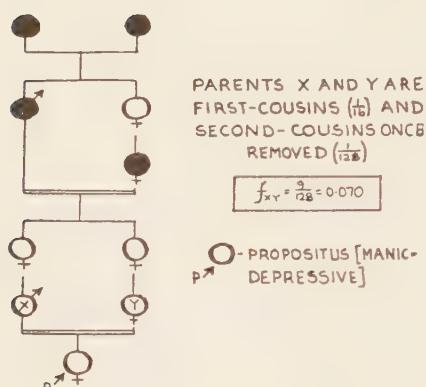 PARENTS X AND Y ARE
FIRST-COUSINS (1/16) AND
SECOND-COUSINS ONCE
REMOVED (1/128)
f_XY = 9/128 = 0.070
P - PROPOSITUS [MANIC-
DEPRESSIVE]
X Y
P